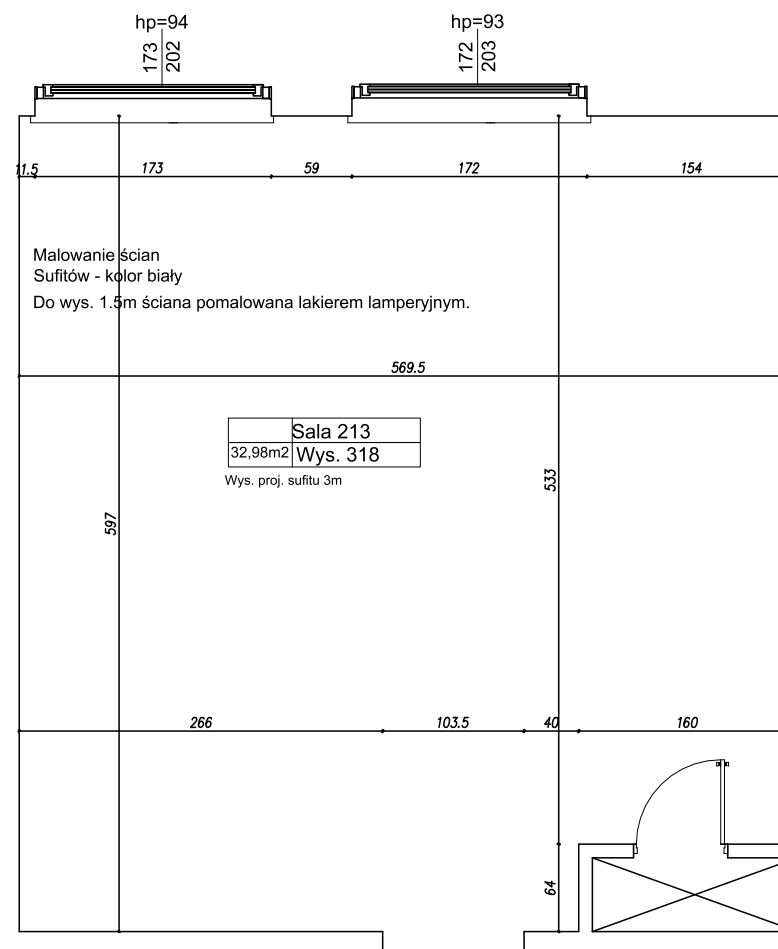 hp=94
hp=93
173
202
172
203
11.5
173
59
172
154
Malowanie ścian
Sufitów - kolor biały
Do wys. 1.5m ściana pomalowana lakierem lamperyjnym.
569.5
Sala 213
32,98m2 Wys. 318
Wys. proj. sufitu 3m
533
597
266
103.5
40
160
64